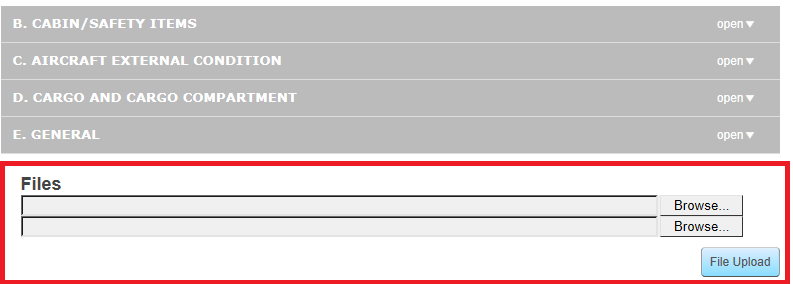 B. CABIN/SAFETY ITEMS open▼
C. AIRCRAFT EXTERNAL CONDITION open▼
D. CARGO AND CARGO COMPARTMENT open▼
E. GENERAL open▼
Files
Browse...
Browse...
File Upload